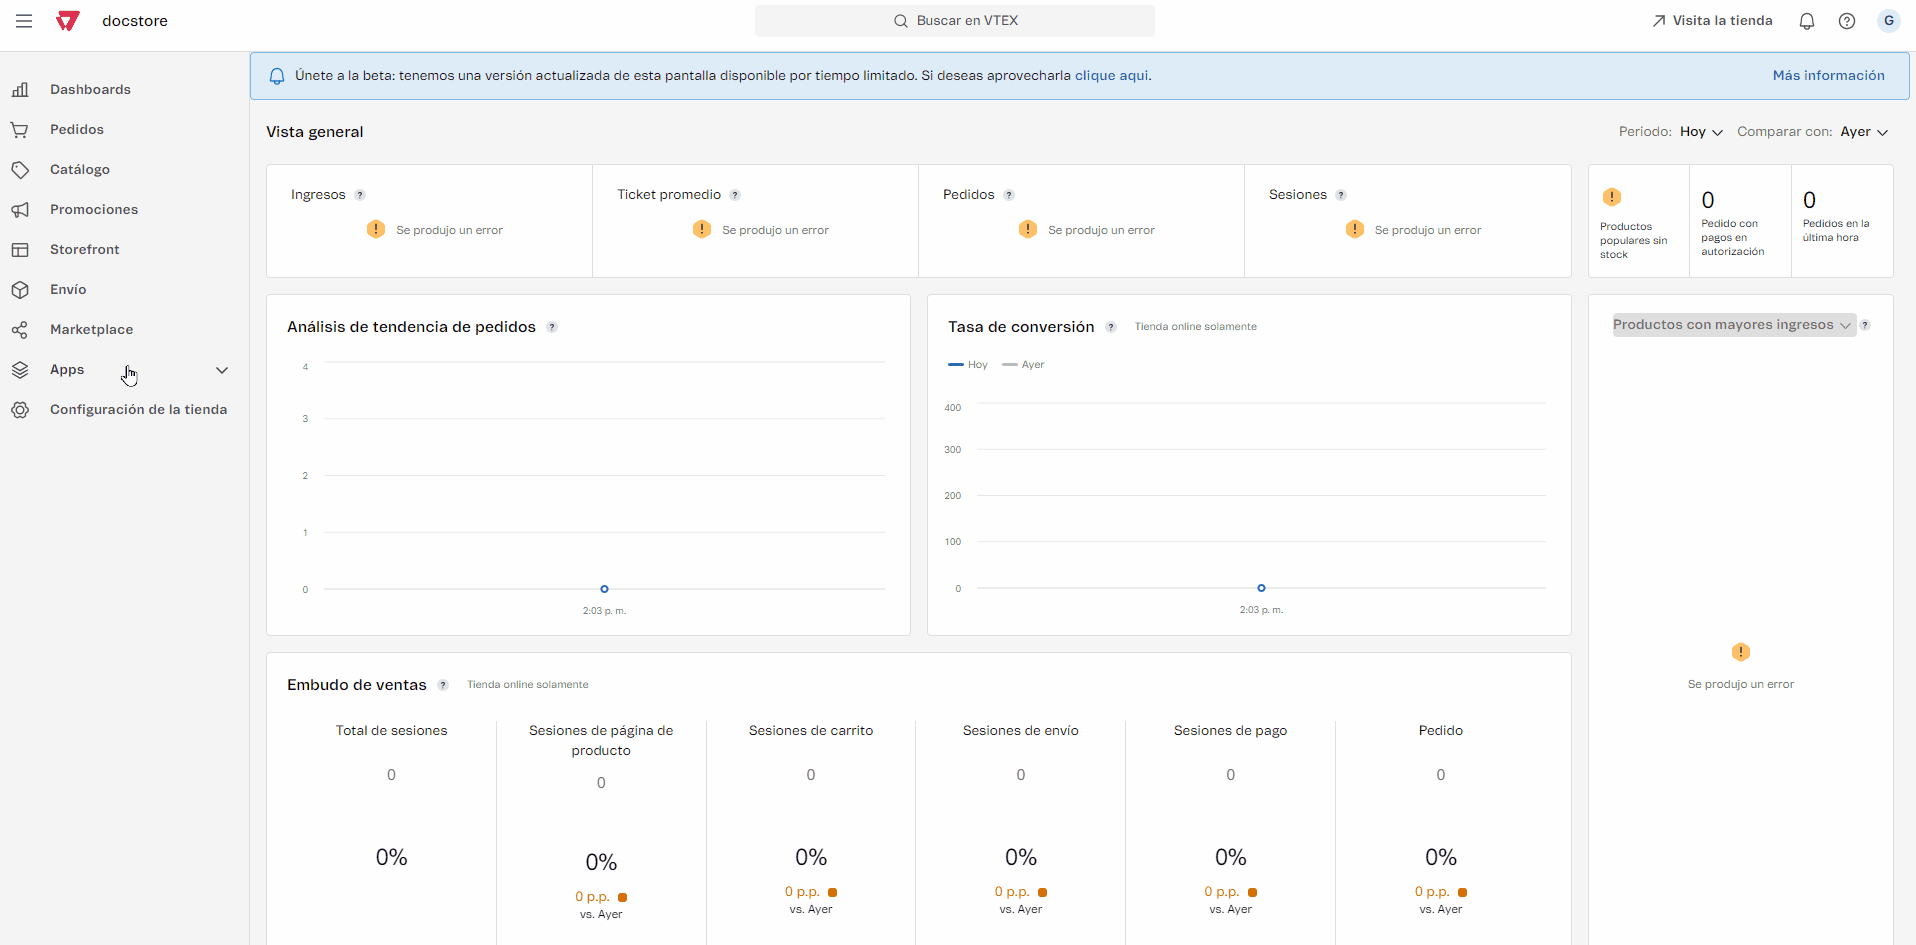 docstore
Buscar en VTEX
Visita la tienda
G
Dashboards
Pedidos
Catálogo
Promociones
Storefront
Envío
Marketplace
Apps
Configuración de la tienda
Únete a la beta: tenemos una versión actualizada de esta pantalla disponible por tiempo limitado. Si deseas aprovecharla clique aqui.
Más información
Vista general
Periodo: Hoy
Comparar con: Ayer
Ingresos ?
Se produjo un error
Ticket promedio ?
Se produjo un error
Pedidos ?
Se produjo un error
Sesiones ?
Se produjo un error
Productos
populares sin
stock
0
Pedido con
pagos en
autorización
0
Pedidos en la
última hora
Análisis de tendencia de pedidos ?
4
3
2
1
0
2:03 p. m.
Tasa de conversión ? Tienda online solamente
Hoy Ayer
400
300
200
100
0
2:03 p. m.
Productos con mayores ingresos ?
Se produjo un error
Embudo de ventas ? Tienda online solamente
Total de sesiones
0
0%
Sesiones de página de
producto
0
0%
0 p.p.
vs. Ayer
Sesiones de carrito
0
0%
0 p.p.
vs. Ayer
Sesiones de envío
0
0%
0 p.p.
vs. Ayer
Sesiones de pago
0
0%
0 p.p.
vs. Ayer
Pedido
0
0%
0 p.p.
vs. Ayer